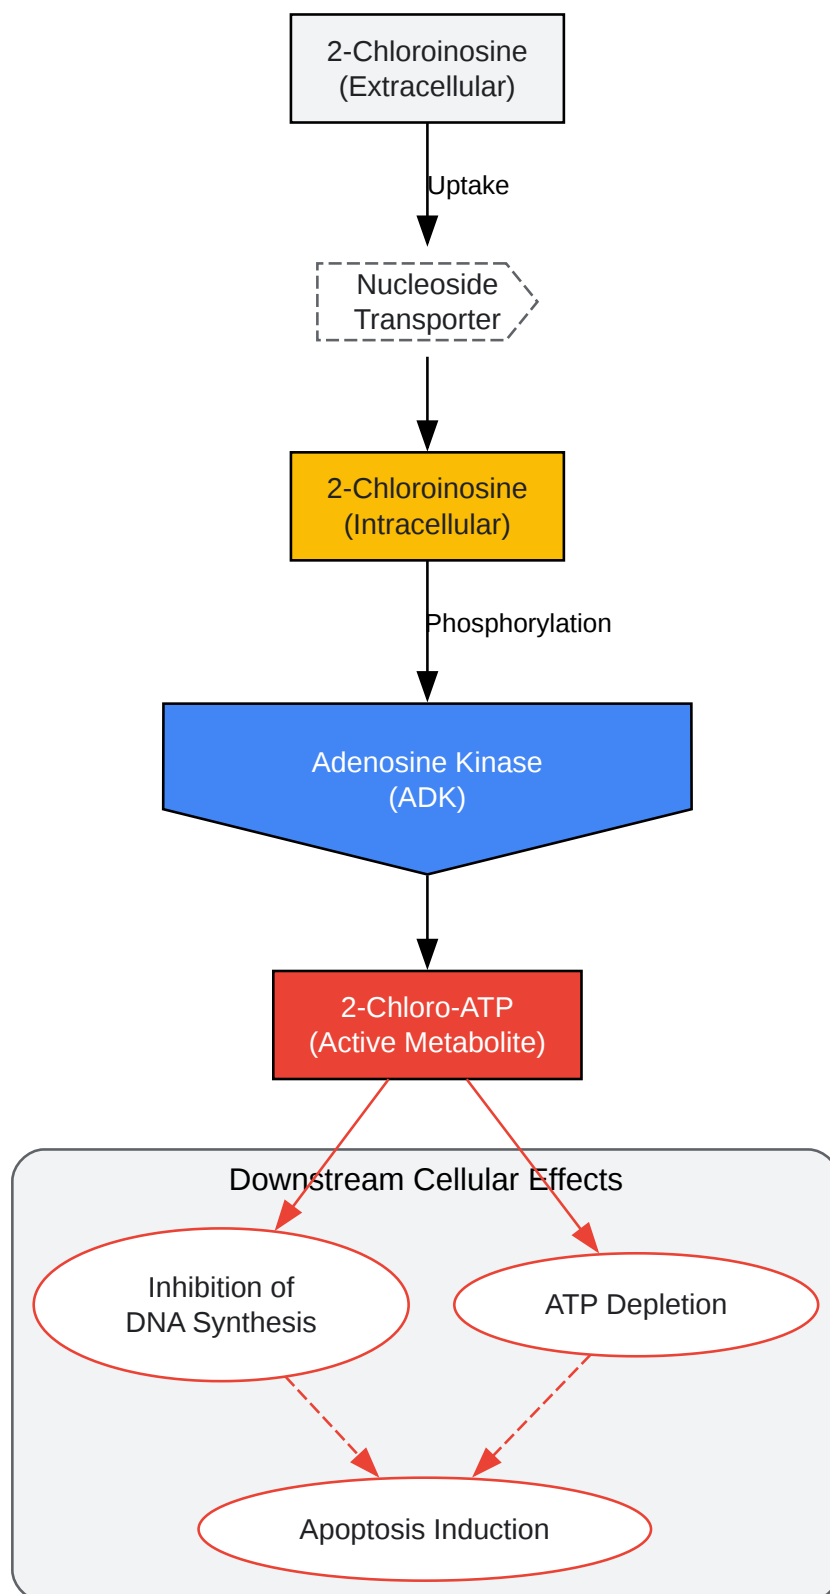 2-Chloroinosine
(Extracellular)
Uptake
Nucleoside
Transporter
2-Chloroinosine
(Intracellular)
Phosphorylation
Adenosine Kinase
(ADK)
2-Chloro-ATP
(Active Metabolite)
Downstream Cellular Effects
Inhibition of
DNA Synthesis
ATP Depletion
Apoptosis Induction